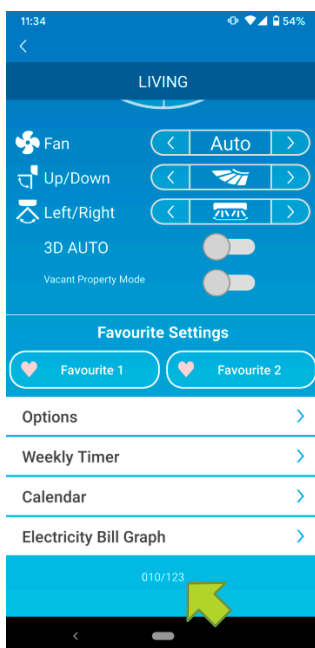 11:34
54%
LIVING
Fan
Auto
Up/Down
Left/Right
3D AUTO
Vacant Property Mode
Favourite Settings
Favourite 1
Favourite 2
Options
Weekly Timer
Calendar
Electricity Bill Graph
010/123